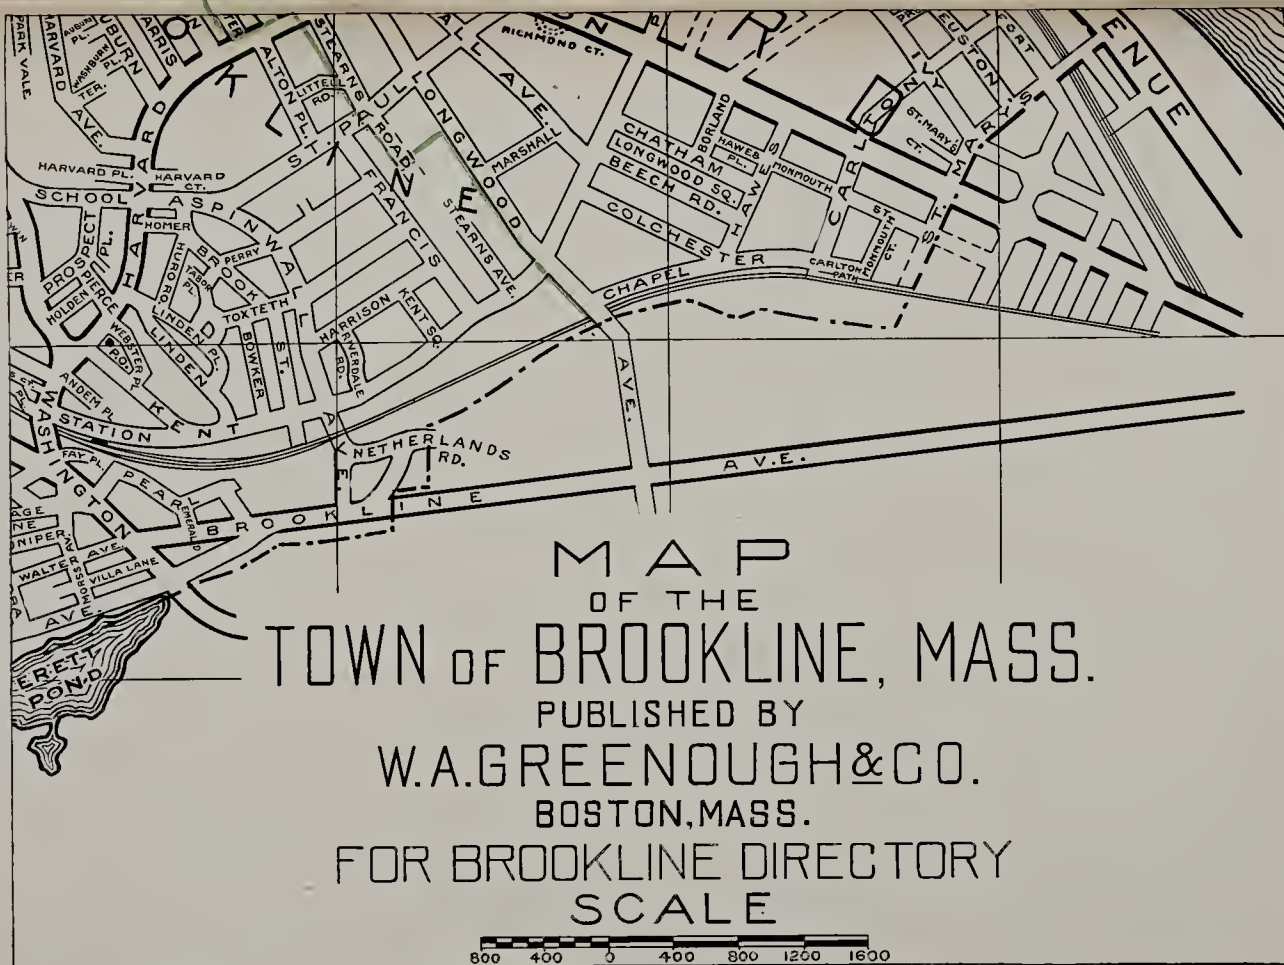 PARK VALE.
HARVARD AVE.
AUBURN PL.
WASHBURN TER.
HARRIS
ALTON PL.
LITTELL RD.
STEARNS ROAD
ST. PAUL
LONGWOOD AVE.
RICHMOND CT.
AVE.
MARSHALL
CHATHAM
LONGWOOD SQ.
BEECH RD.
COLCHESTER
BORLAND
HAWES PL.
HAWES
MONMOUTH
CARLTON
ST. MARY'S CT.
EUSTON
ST. MARY'S
ENUE
ST.
MONMOUTH CT.
CARLTON PATH
CHAPEL
HARVARD PL.
HARVARD
HARVARD CT.
SCHOOL
ASPINWALL AVE.
HOMER
PROSPECT
PL.
PIERCE
HOLDEN
HURD RD.
TABOR PL.
BROOK
PERRY
TOXTETH
LINDEN PL.
LINDEN
WEBSTER PL.
P.O.
BOWKER
ST.
HARRISON
KENT SQ.
RIVERDALE RD.
FRANCIS
STEARNS AVE.
ANDEM PL.
KENT
STATION
WASHINGTON
FAY PL.
PEARL
EMERALD
NETHERLANDS RD.
BROOKLINE AVE.
JUNIPER
WALTER AVE.
VILLA LANE
AVE.
ERETT POND
MAP
OF THE
TOWN OF BROOKLINE, MASS.
PUBLISHED BY
W.A.GREENOUGH & CO.
BOSTON, MASS.
FOR BROOKLINE DIRECTORY
SCALE
800 400 0 400 800 1200 1600